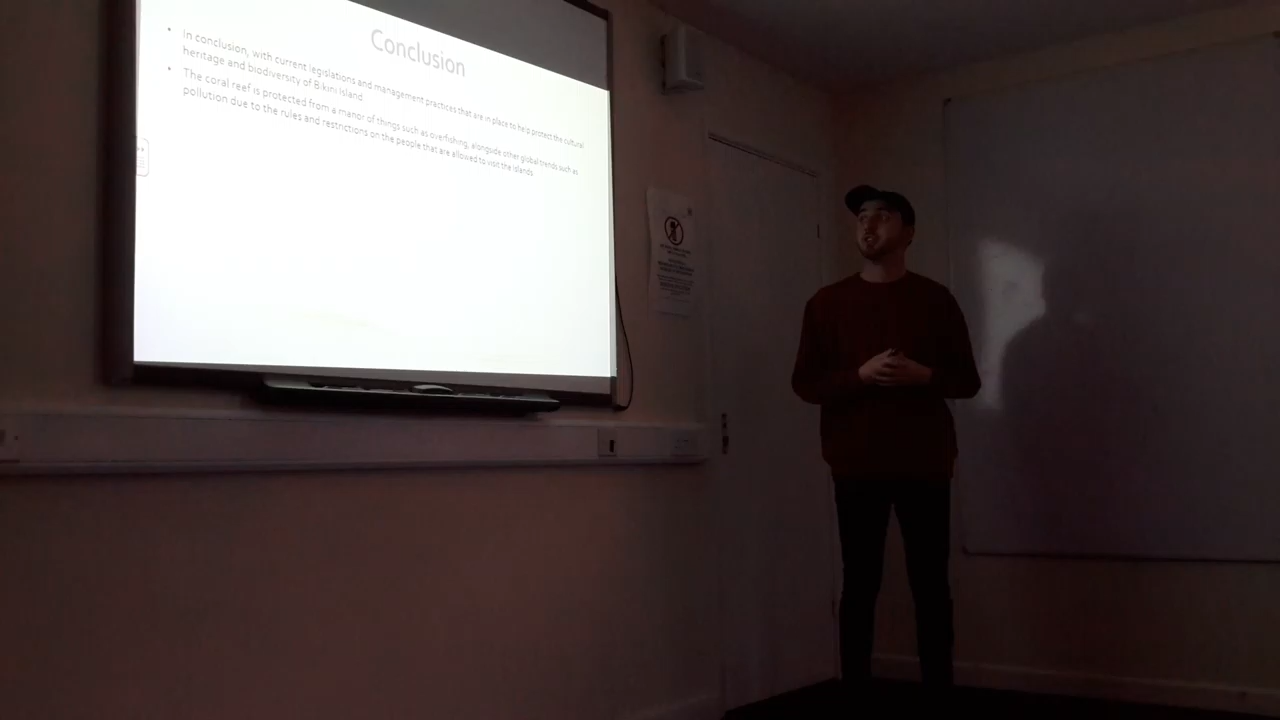 Conclusion
In conclusion, with current legislations and management practices that are in place to help protect the cultural
heritage and biodiversity of Bikini Island
The coral reef is protected from a manor of things such as overfishing, alongside other global trends such as
pollution due to the rules and restrictions on the people that are allowed to visit the islands